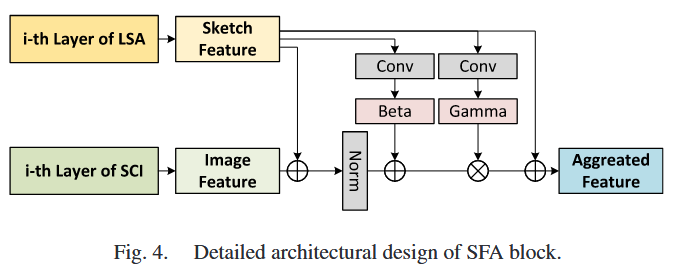 i-th Layer of LSA
Sketch
Feature
Conv
Conv
Beta
Gamma
i-th Layer of SCI
Image
Feature
Norm
Aggreated
Feature
Fig. 4. Detailed architectural design of SFA block.